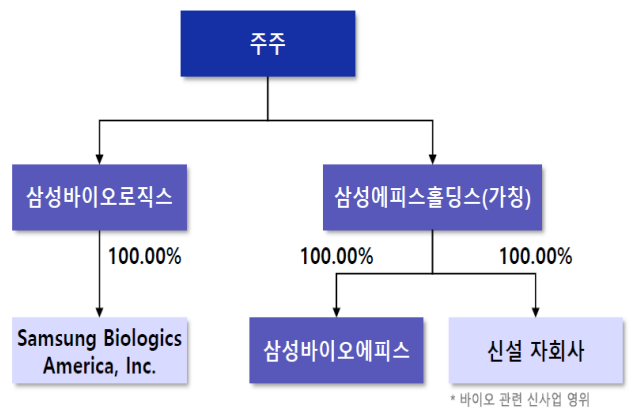 주주
삼성바이오로직스
삼성에피스홀딩스(가칭)
100.00%
100.00%
100.00%
Samsung Biologics
America, Inc.
삼성바이오에피스
신설 자회사
* 바이오 관련 신사업 영위